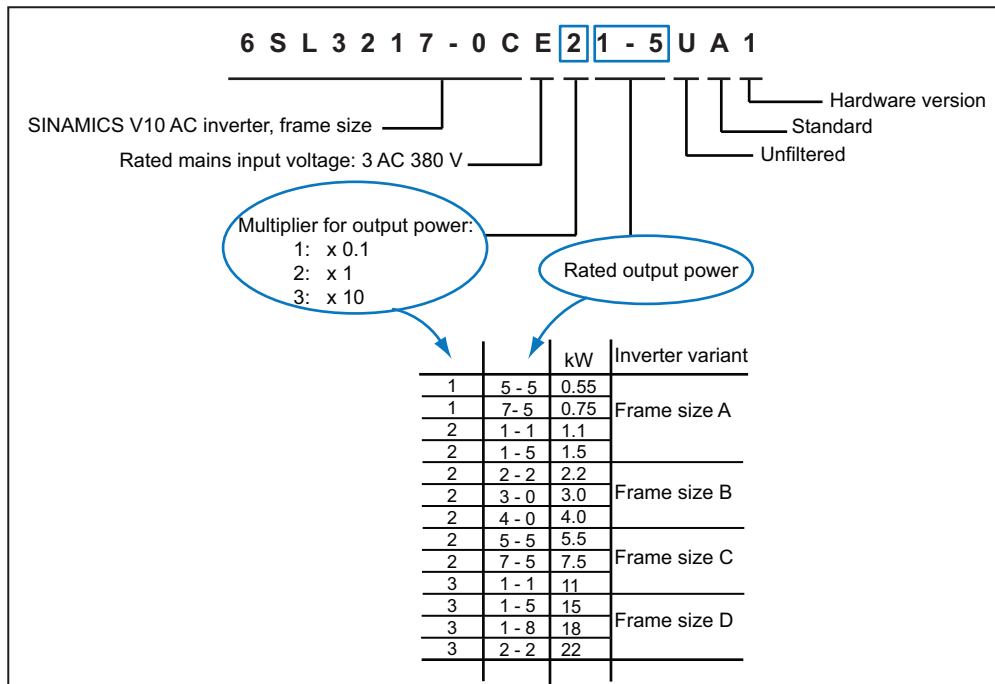 6SL3217-0CE21-5UA1
Hardware version
SINAMICS V10 AC inverter, frame size
Standard
Rated mains input voltage: 3 AC 380 V
Unfiltered
Multiplier for output power:
1: x 0.1
2: x 1
3: x 10
Rated output power
kW Inverter variant
1 5 - 5 0.55
1 7- 5 0.75 Frame size A
2 1 - 1 1.1
2 1 - 5 1.5
2 2 - 2 2.2
2 3 - 0 3.0 Frame size B
2 4 - 0 4.0
2 5 - 5 5.5
2 7 - 5 7.5 Frame size C
3 1 - 1 11
3 1 - 5 15
3 1 - 8 18 Frame size D
3 2 - 2 22